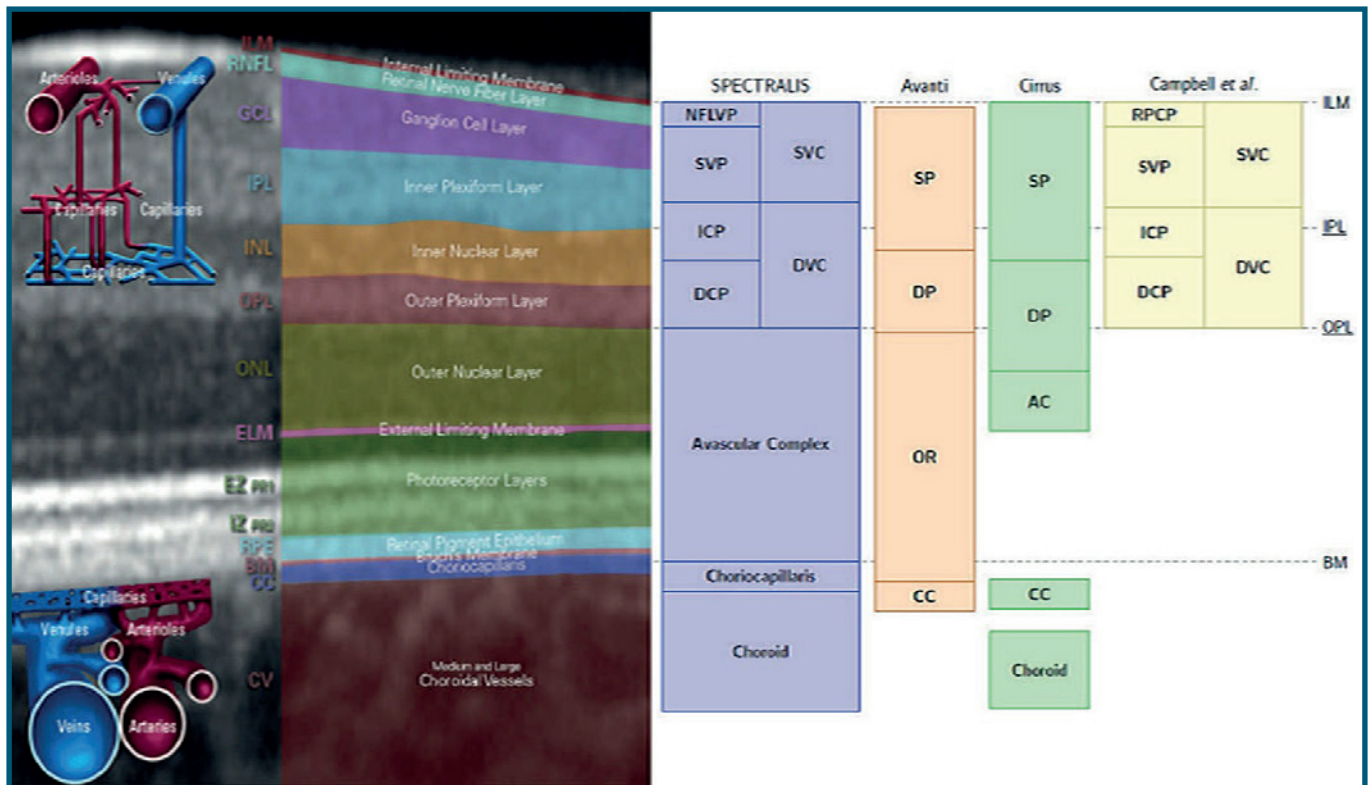 ILM
RNFL
GCL
IPL
INL
OPL
ONL
ELM
EZ PR1
IZ PR2
RPE
BM
CC
CV
Arterioles
Venules
Capillaries
Capillaries
Capillaries
Capillaries
Venules
Arterioles
Veins
Arteries
Internal Limiting Membrane
Retinal Nerve Fiber Layer
Ganglion Cell Layer
Inner Plexiform Layer
Inner Nuclear Layer
Outer Plexiform Layer
Outer Nuclear Layer
External Limiting Membrane
Photoreceptor Layers
Retinal Pigment Epithelium
Bruch's Membrane
Choriocapillaris
Medium and Large
Choroidal Vessels
SPECTRALIS
NFLVP
SVP
SVC
ICP
DCP
DVC
Avascular Complex
Choriocapillaris
Choroid
Avanti
SP
DP
OR
CC
Cirrus
SP
DP
AC
CC
Choroid
Campbell et al.
RPCP
SVP
SVC
ICP
DCP
DVC
ILM
IPL
OPL
BM